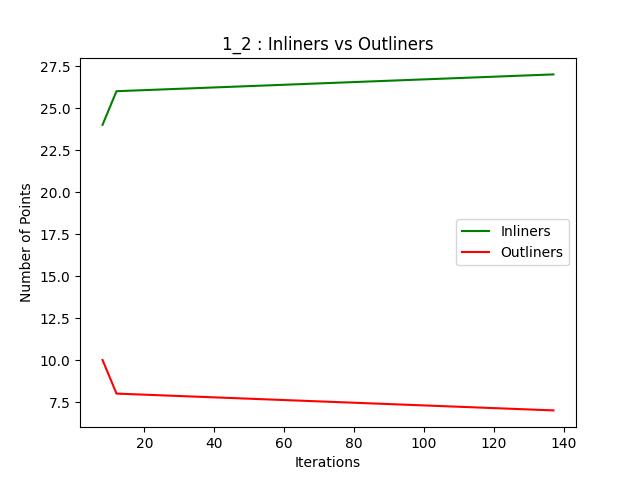 1_2 : Inliners vs Outliners
27.5
25.0
22.5
20.0
17.5
15.0
12.5
10.0
7.5
Number of Points
Inliners
Outliners
20 40 60 80 100 120 140
Iterations